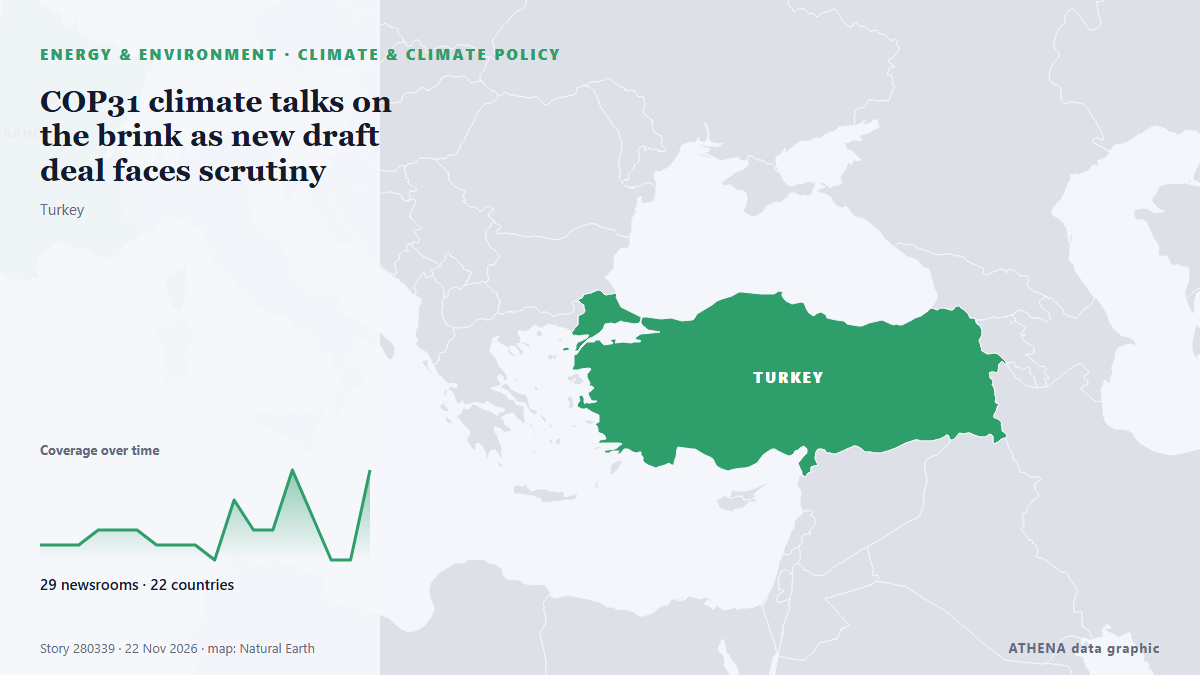 ENERGY & ENVIRONMENT · CLIMATE & CLIMATE POLICY
COP31 climate talks on
the brink as new draft
deal faces scrutiny
Turkey
TURKEY
Coverage over time
29 newsrooms · 22 countries
Story 280339 · 22 Nov 2026 · map: Natural Earth
ATHENA data graphic